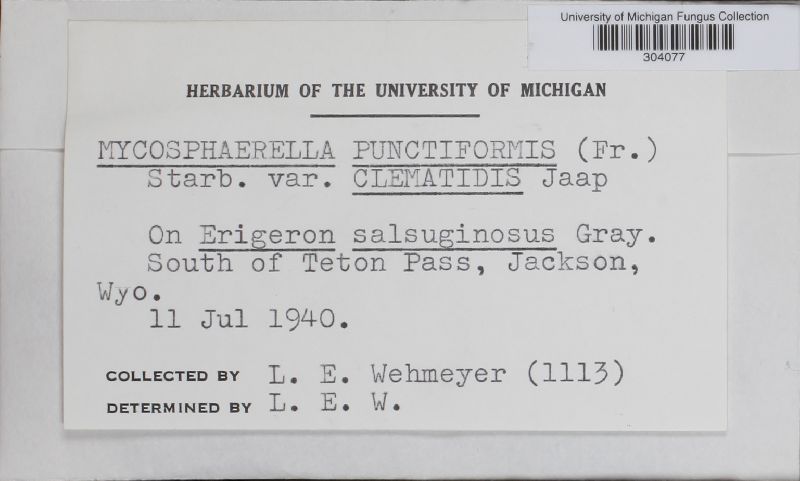 University of Michigan Fungus Collection
304077
HERBARIUM OF THE UNIVERSITY OF MICHIGAN
MYCOSPHAERELLA PUNCTIFORMIS (Fr.)
Starb. var. CLEMATIDIS Jaap
On Erigeron salsuginosus Gray.
South of Teton Pass, Jackson,
Wyo.
11 Jul 1940.
COLLECTED BY L. E. Wehmeyer (1113)
DETERMINED BY L. E. W.